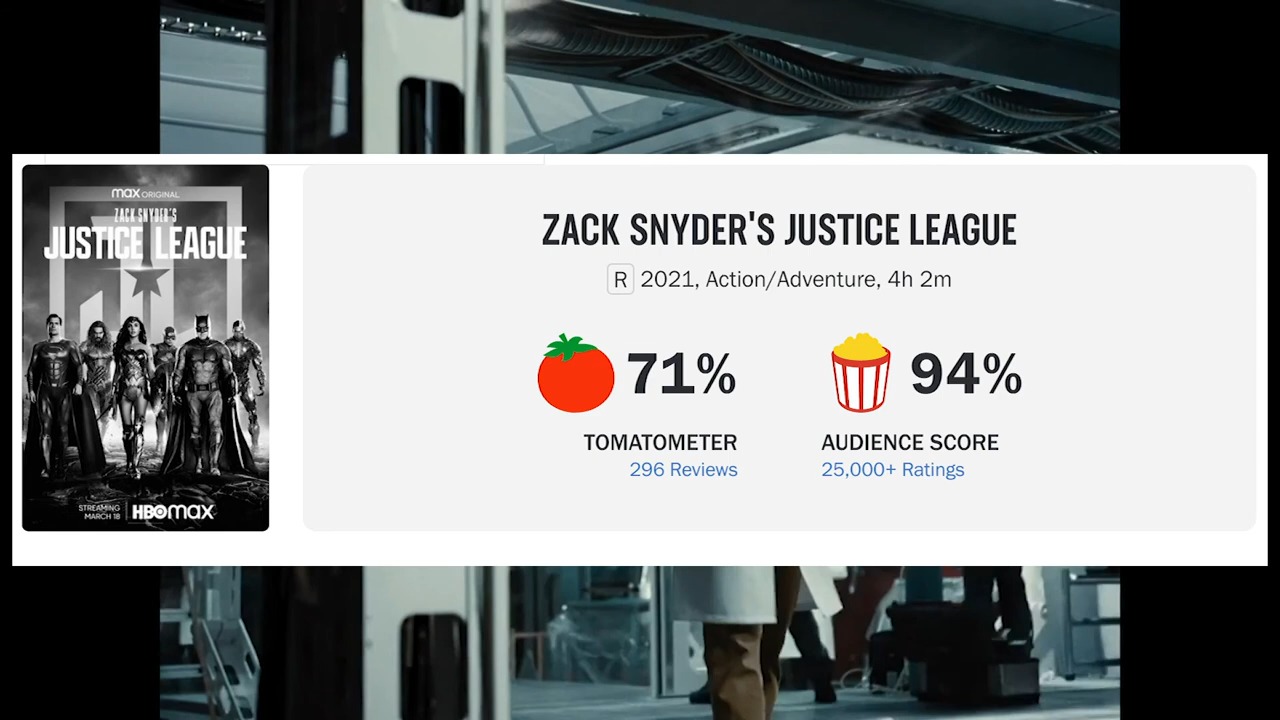 max ORIGINAL
ZACK SNYDER'S
JUSTICE LEAGUE
STREAMING
MARCH 18
HBOmax
ZACK SNYDER'S JUSTICE LEAGUE
R 2021, Action/Adventure, 4h 2m
71%
94%
TOMATOMETER
AUDIENCE SCORE
296 Reviews
25,000+ Ratings